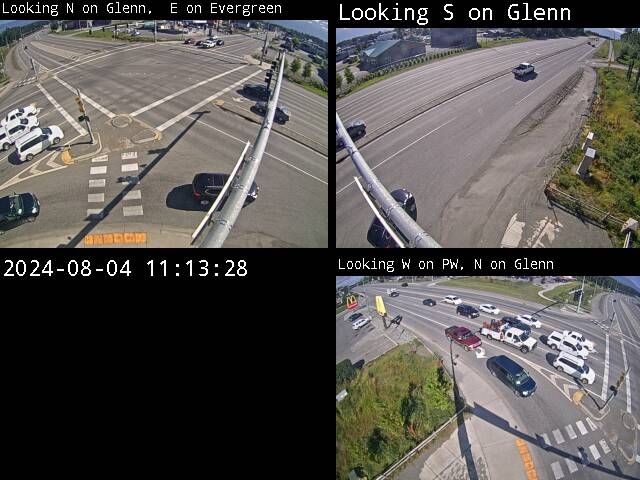 Looking N on Glenn,  E on Evergreen
Looking S on Glenn
2024-08-04 11:13:28
Looking W on PW, N on Glenn